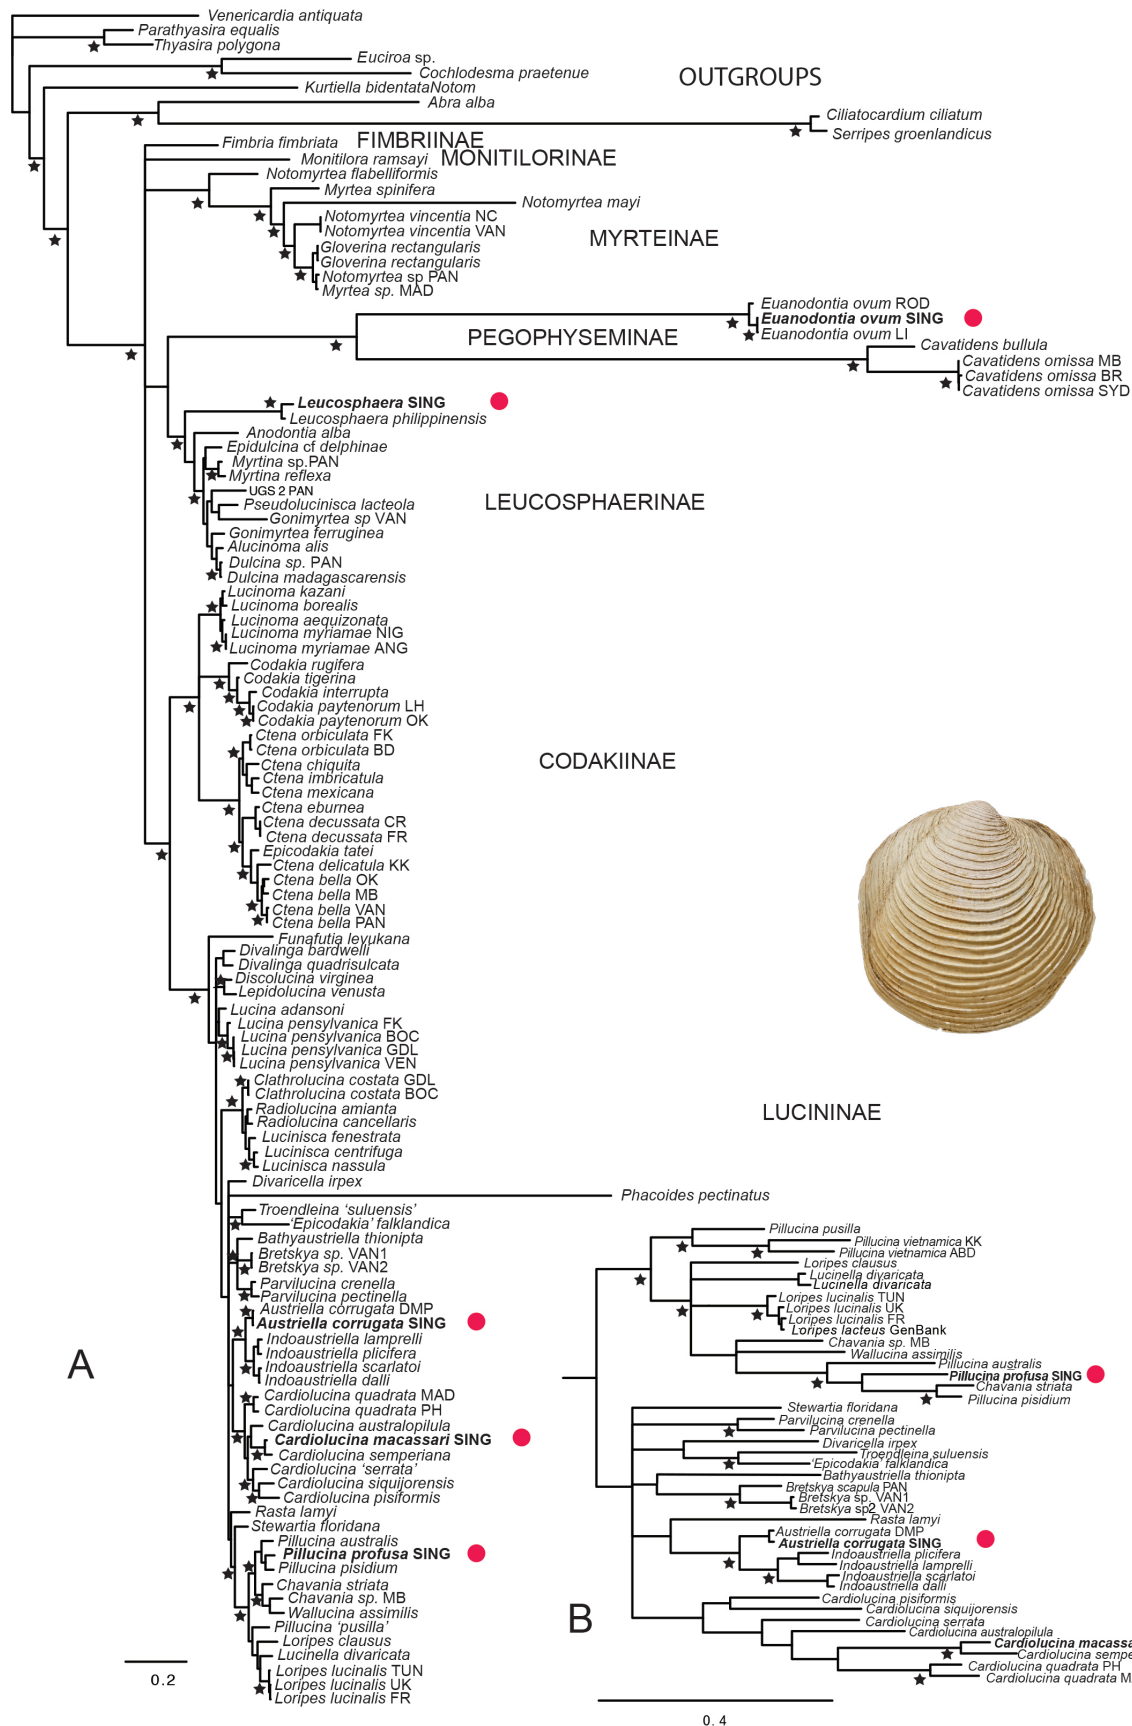 Venericardia antiquata
Parathyasira equalis
Thyasira polygona
Euciroa sp.
Cochlodesma praetenue
OUTGROUPS
Kurtiella bidentataNotom
Abra alba
Ciliatocardium ciliatum
Serripes groenlandicus
Fimbria fimbriata
FIMBRIINAE
Monitilora ramsayi
MONITILORINAE
Notomyrtea flabelliformis
Myrtea spinifera
Notomyrtea mayi
Notomyrtea vincentia NC
Notomyrtea vincentia VAN
MYRTEINAE
Gloverina rectangularis
Gloverina rectangularis
Notomyrtea sp PAN
Myrtea sp. MAD
Euanodontia ovum ROD
Euanodontia ovum SING
Euanodontia ovum LI
PEGOPHYSEMINAE
Cavatidens bullula
Cavatidens omissa MB
Cavatidens omissa BR
Cavatidens omissa SYD
Leucosphaera SING
Leucosphaera philippinensis
Anodontia alba
Epidulcina cf delphinae
Myrtina sp.PAN
Myrtina reflexa
UGS 2 PAN
LEUCOSPHAERINAE
Pseudolucinisca lacteola
Gonimyrtea sp VAN
Gonimyrtea ferruginea
Alucinoma alis
Dulcina sp. PAN
Dulcina madagascarensis
Lucinoma kazani
Lucinoma borealis
Lucinoma aequizonata
Lucinoma myriamae NIG
Lucinoma myriamae ANG
Codakia rugifera
Codakia tigerina
Codakia interrupta
Codakia paytenorum LH
Codakia paytenorum OK
Ctena orbiculata FK
Ctena orbiculata BD
CODAKIINAE
Ctena chiquita
Ctena imbricatula
Ctena mexicana
Ctena eburnea
Ctena decussata CR
Ctena decussata FR
Epicodakia tatei
Ctena delicatula KK
Ctena bella OK
Ctena bella MB
Ctena bella VAN
Ctena bella PAN
Funafutia levukana
Divalinga bardwelli
Divalinga quadrisulcata
Discolucina virginea
Lepidolucina venusta
Lucina adansoni
Lucina pensylvanica FK
Lucina pensylvanica BOC
Lucina pensylvanica GDL
Lucina pensylvanica VEN
Clathrolucina costata GDL
Clathrolucina costata BOC
Radiolucina amianta
LUCININAE
Radiolucina cancellaris
Lucinisca fenestrata
Lucinisca centrifuga
Lucinisca nassula
Divaricella irpex
Phacoides pectinatus
Troendleina ‘suluensis’
‘Epicodakia’ falklandica
Bathyaustriella thionipta
Bretskya sp. VAN1
Bretskya sp. VAN2
Parvilucina crenella
Parvilucina pectinella
Austriella corrugata DMP
Austriella corrugata SING
Indoaustriella lamprelli
Indoaustriella plicifera
Indoaustriella scarlatoi
Indoaustriella dalli
A
Cardiolucina quadrata MAD
Cardiolucina quadrata PH
Cardiolucina australopilula
Cardiolucina macassari SING
Cardiolucina semperiana
Cardiolucina ‘serrata’
Cardiolucina siquijorensis
Cardiolucina pisiformis
Rasta lamyi
Stewartia floridana
Pillucina australis
Pillucina profusa SING
Pillucina pisidium
Chavania striata
Chavania sp. MB
Wallucina assimilis
Pillucina ‘pusilla’
Loripes clausus
Lucinella divaricata
Loripes lucinalis TUN
Loripes lucinalis UK
Loripes lucinalis FR
0.2
Pillucina pusilla
Pillucina vietnamica KK
Pillucina vietnamica ABD
Loripes clausus
Lucinella divaricata
Lucinella divaricata
Loripes lucinalis TUN
Loripes lucinalis UK
Loripes lucinalis FR
Loripes lacteus GenBank
Chavania sp. MB
Wallucina assimilis
Pillucina australis
Pillucina profusa SING
Chavania striata
Pillucina pisidium
Stewartia floridana
Parvilucina crenella
Parvilucina pectinella
Divaricella irpex
Troendleina suluensis
‘Epicodakia’ falklandica
Bathyaustriella thionipta
Bretskya scapula PAN
Bretskya sp. VAN1
Bretskya sp2 VAN2
Rasta lamyi
Austriella corrugata DMP
Austriella corrugata SING
Indoaustriella plicifera
Indoaustriella lamprelli
Indoaustriella scarlatoi
Indoaustriella dalli
B
Cardiolucina pisiformis
Cardiolucina siquijorensis
Cardiolucina serrata
Cardiolucina australopilula
Cardiolucina macassa
Cardiolucina sempe
Cardiolucina quadrata PH
Cardiolucina quadrata M
0.4